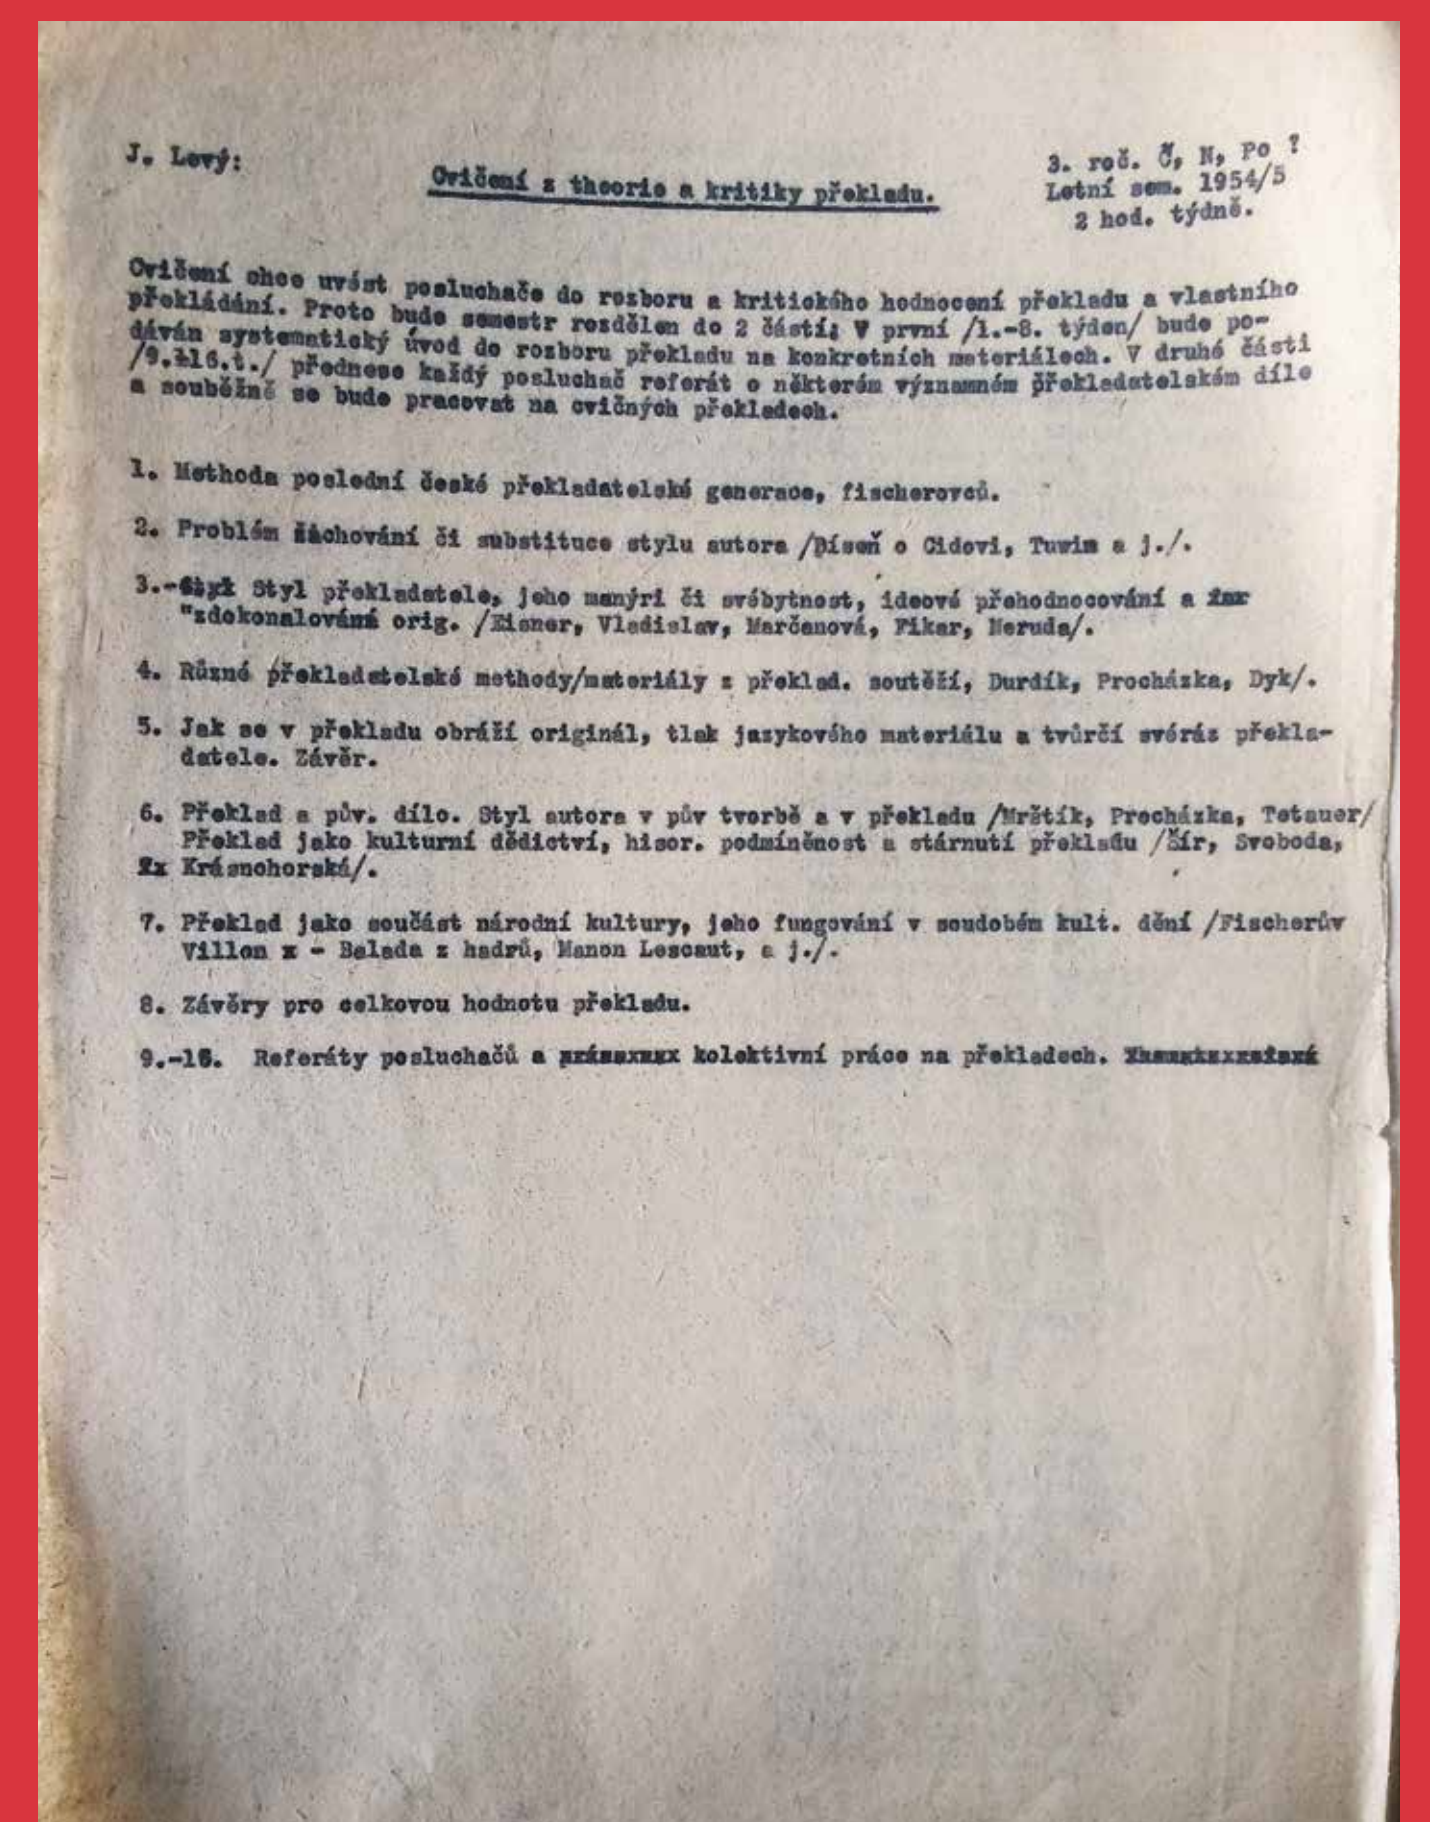 J. Levý:
Cvičení z theorie a kritiky překladu.
3. roč. Č, N, Po ?
Letní sem. 1954/5
2 hod. týdně.
Cvičení chce uvést posluchače do rozboru a kritického hodnocení překladu a vlastního
překládání. Proto bude semestr rozdělen do 2 částí: V první /1.-8. týden/ bude po-
dáván systematický úvod do rozboru překladu na konkretních materiálech. V druhé části
/9.-16.t./ přednese každý posluchač referát o některém významném překladatelském díle
a souběžně se bude pracovat na cvičných překladech.
1. Methoda poslední české překladatelské generace, fischerovců.
2. Problém zachování či substituce stylu autora /Píseň o Cidovi, Tuwim a j./.
3.- Styl překladatele, jeho manýri či svébytnost, ideové přehodnocování a
"zdokonalování orig. /Eisner, Vladislav, Marčanová, Fikar, Neruda/.
4. Různé překladatelské methody/materiály z překlad. soutěží, Durdík, Procházka, Dyk/.
5. Jak se v překladu obráží originál, tlak jazykového materiálu a tvůrčí svéráz překla-
datele. Závěr.
6. Překlad a pův. dílo. Styl autora v pův tvorbě a v překladu /Mrštík, Procházka, Tetauer/
Překlad jako kulturní dědictví, hisor. podmíněnost a stárnutí překladu /Šír, Svoboda,
Krásnohorská/.
7. Překlad jako součást národní kultury, jeho fungování v soudobém kult. dění /Fischerův
Villon x - Balada z hadrů, Manon Lescaut, a j./.
8. Závěry pro celkovou hodnotu překladu.
9.-16. Referáty posluchačů a kolektivní práce na překladech.